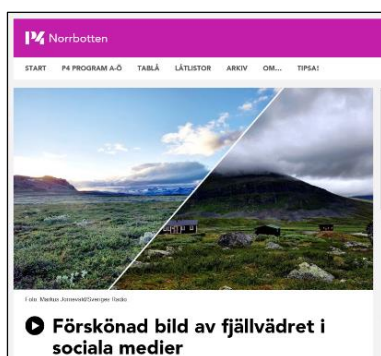 P4 Norrbotten
START P4 PROGRAM A-Ö TABLÅ LÅTLISTOR ARKIV OM... TIPSA!
Foto: Markus Jörnevald/Sveriges Radio
Förskönad bild av fjällvädret i
sociala medier